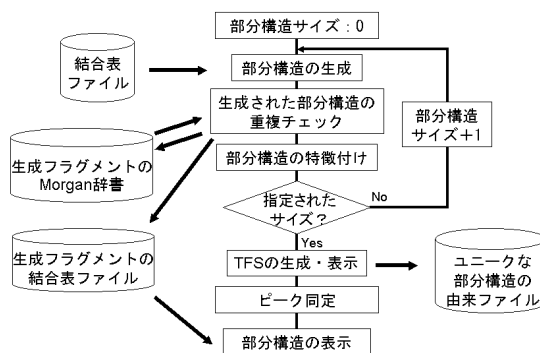 部分構造サイズ：0
結合表
ファイル
部分構造の生成
生成された部分構造の
重複チェック
部分構造
サイズ＋1
生成フラグメントの
Morgan辞書
部分構造の特徴付け
指定された
サイズ？
No
Yes
生成フラグメントの
結合表ファイル
TFSの生成・表示
ユニークな
部分構造の
由来ファイル
ピーク同定
部分構造の表示